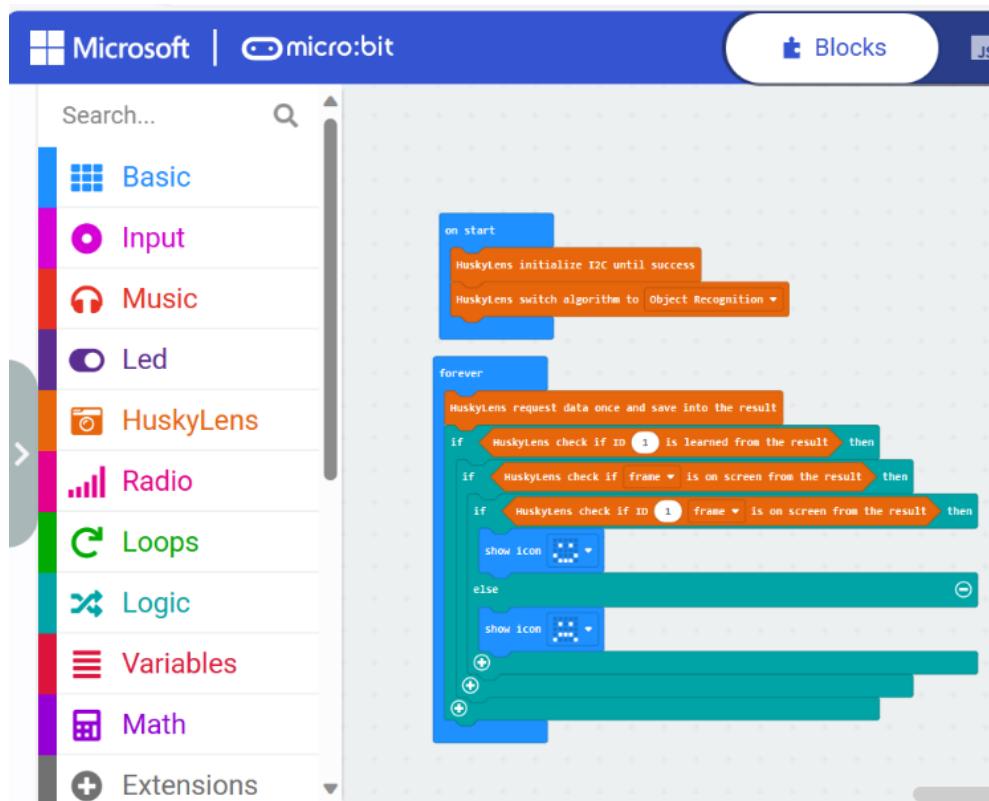 Microsoft | micro:bit
Blocks
JS
Search...
Basic
Input
Music
Led
HuskyLens
Radio
Loops
Logic
Variables
Math
Extensions
on start
HuskyLens initialize I2C until success
HuskyLens switch algorithm to Object Recognition
forever
HuskyLens request data once and save into the result
if HuskyLens check if ID 1 is learned from the result then
if HuskyLens check if frame is on screen from the result then
if HuskyLens check if ID 1 frame is on screen from the result then
show icon
else
show icon